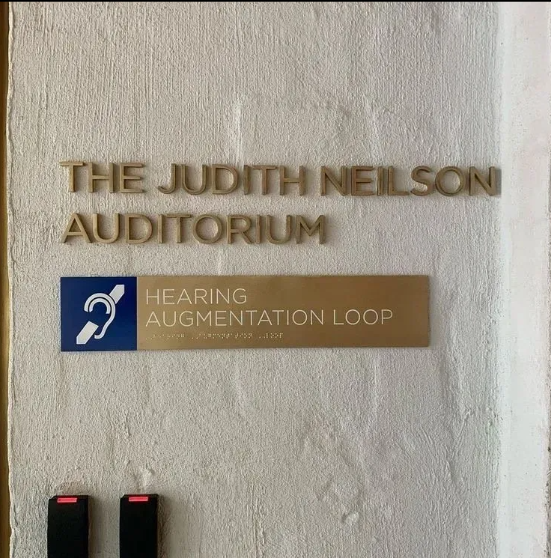 THE JUDITH NEILSON
AUDITORIUM
HEARING
AUGMENTATION LOOP